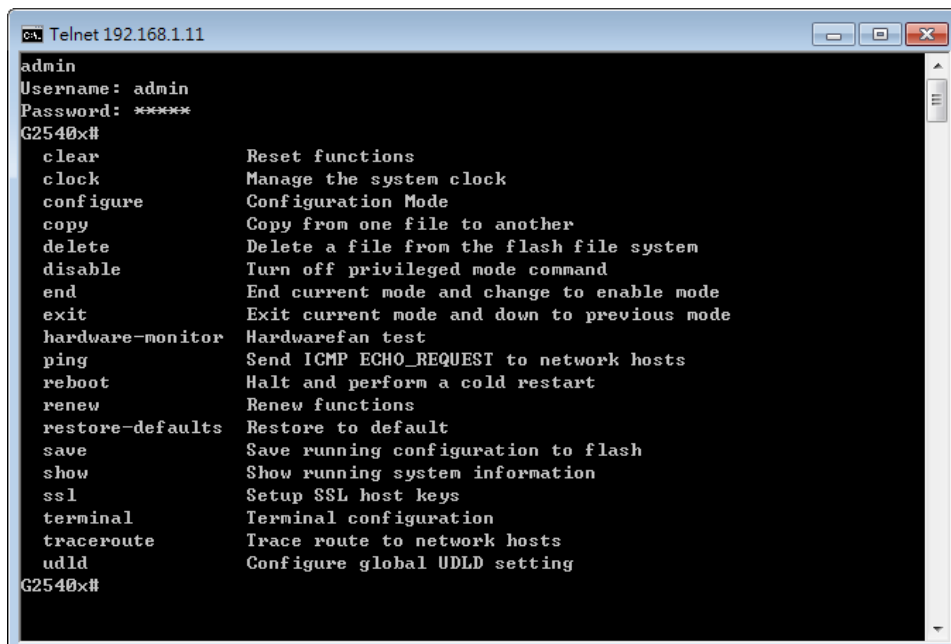 Telnet 192.168.1.11
admin
Username: admin
Password: *****
G2540x#
clear Reset functions
clock Manage the system clock
configure Configuration Mode
copy Copy from one file to another
delete Delete a file from the flash file system
disable Turn off privileged mode command
end End current mode and change to enable mode
exit Exit current mode and down to previous mode
hardware-monitor Hardwarefan test
ping Send ICMP ECHO_REQUEST to network hosts
reboot Halt and perform a cold restart
renew Renew functions
restore-defaults Restore to default
save Save running configuration to flash
show Show running system information
ssl Setup SSL host keys
terminal Terminal configuration
traceroute Trace route to network hosts
udld Configure global UDLD setting
G2540x#